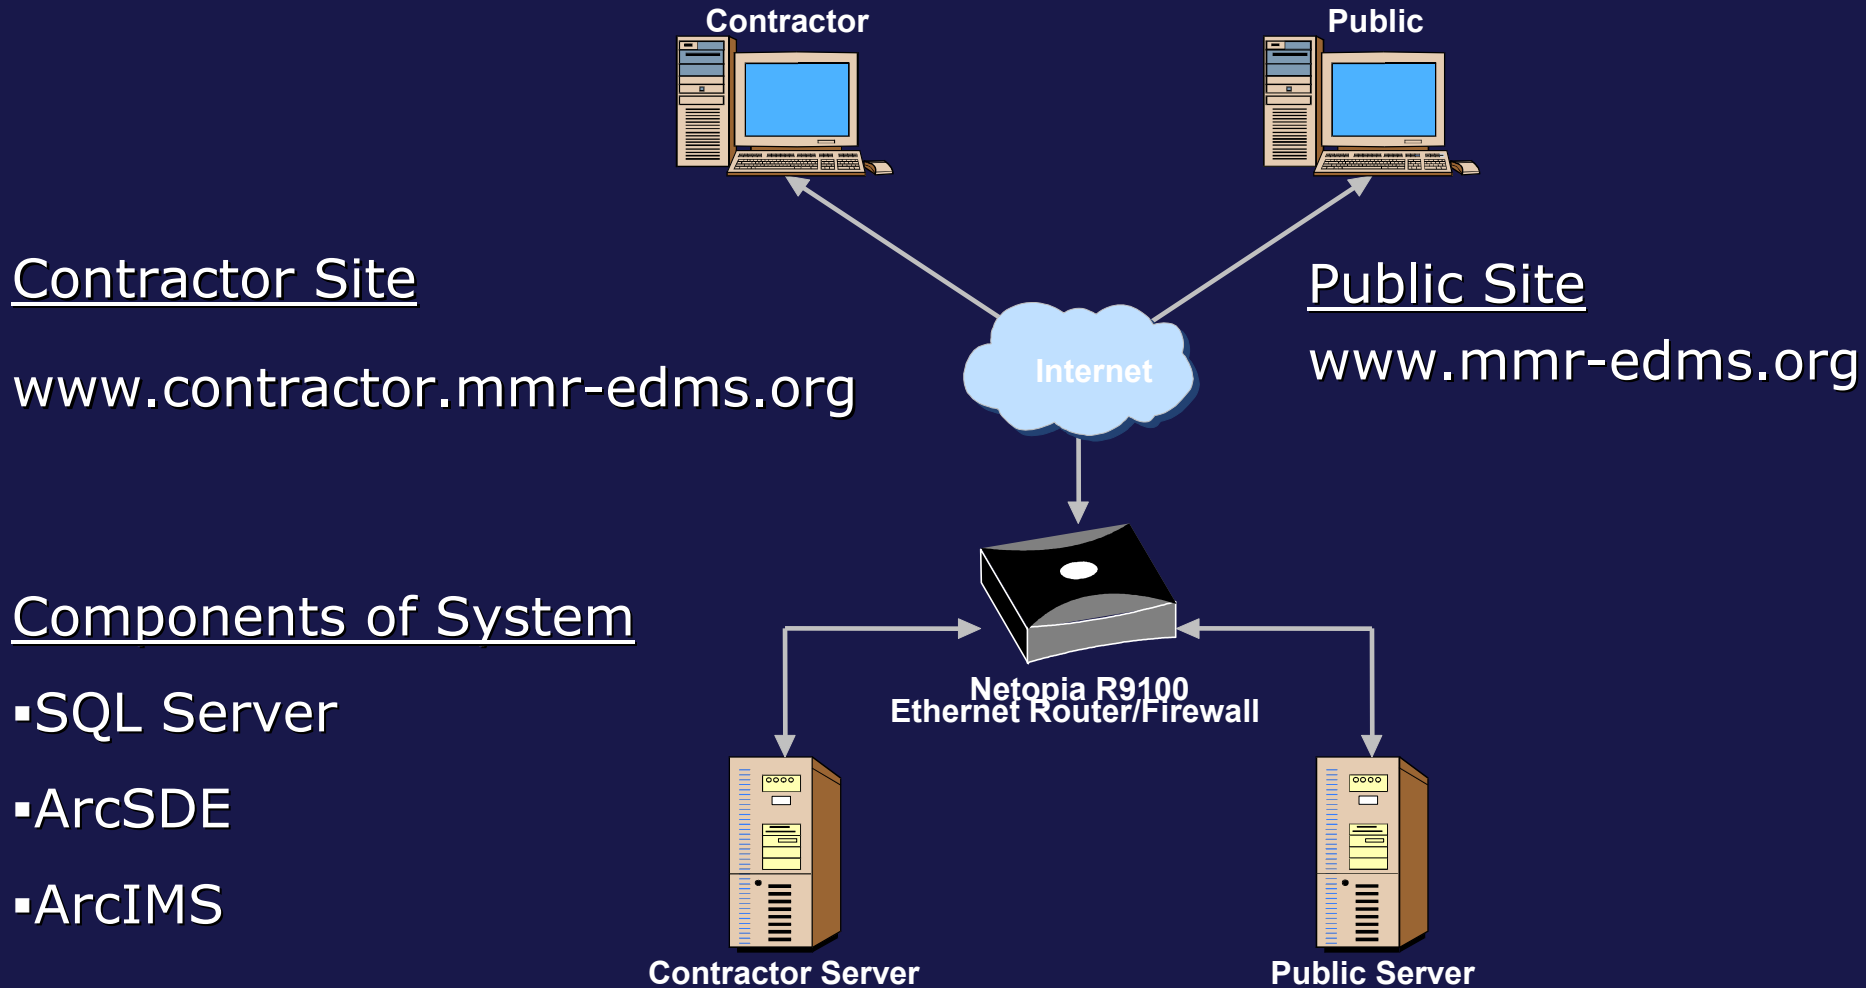 Contractor
Public
Contractor Site
www.contractor.mmr-edms.org
Internet
Public Site
www.mmr-edms.org
Components of System
▪SQL Server
▪ArcSDE
▪ArcIMS
Netopia R9100
Ethernet Router/Firewall
Contractor Server
Public Server